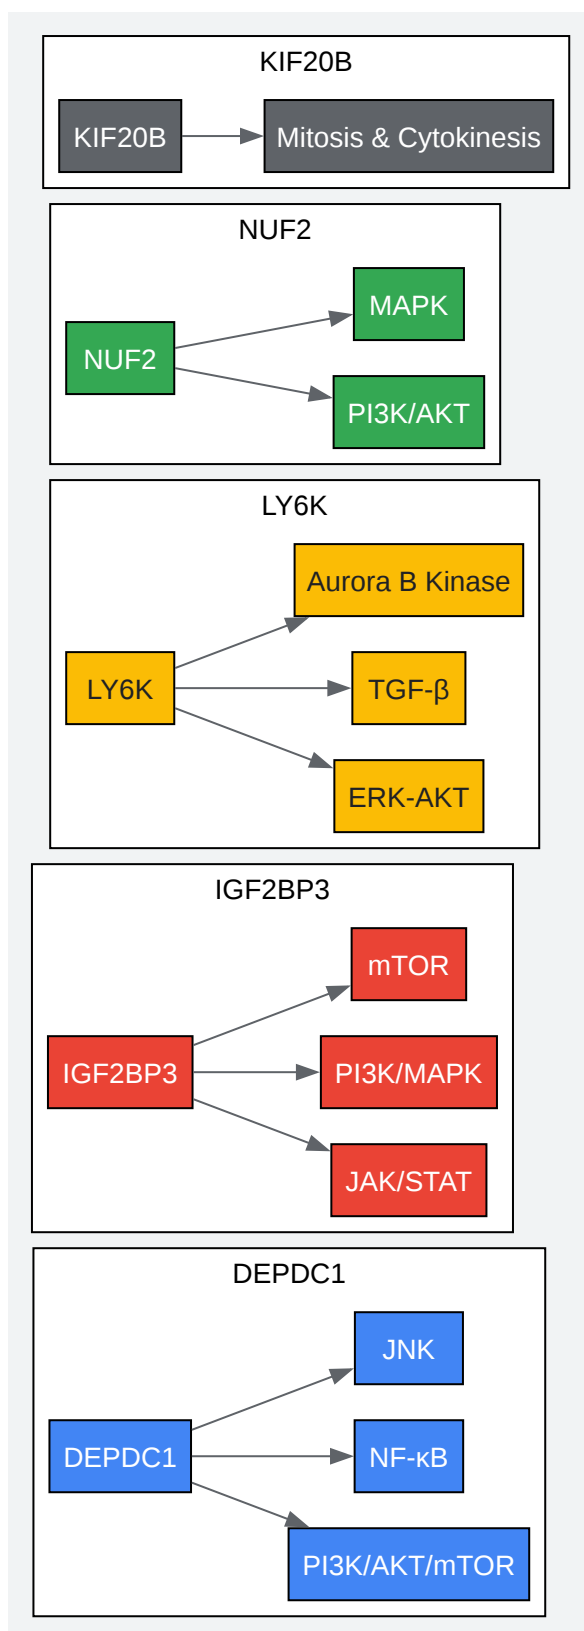 KIF20B
KIF20B
Mitosis & Cytokinesis
NUF2
MAPK
NUF2
PI3K/AKT
LY6K
Aurora B Kinase
LY6K
TGF-β
ERK-AKT
IGF2BP3
mTOR
IGF2BP3
PI3K/MAPK
JAK/STAT
DEPDC1
JNK
DEPDC1
NF-κB
PI3K/AKT/mTOR